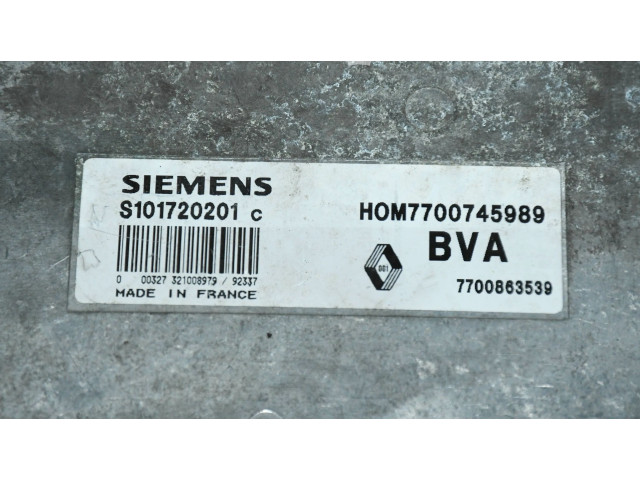 SIEMENS
S101720201 C
0 00327 321008979 / 92337
MADE IN FRANCE
HOM7700745989
BVA
7700863539